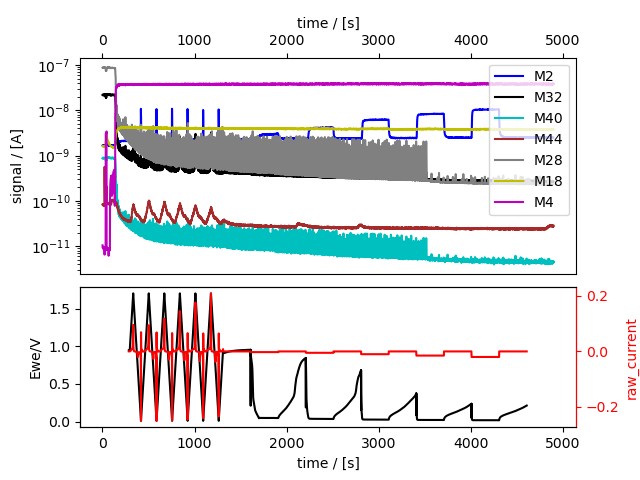 time / [s]
0 1000 2000 3000 4000 5000
10⁻⁷
10⁻⁸
10⁻⁹
10⁻¹⁰
10⁻¹¹
signal / [A]
M2
M32
M40
M44
M28
M18
M4
1.5
1.0
0.5
0.0
Ewe/V
0.2
0.0
−0.2
raw_current
0 1000 2000 3000 4000 5000
time / [s]